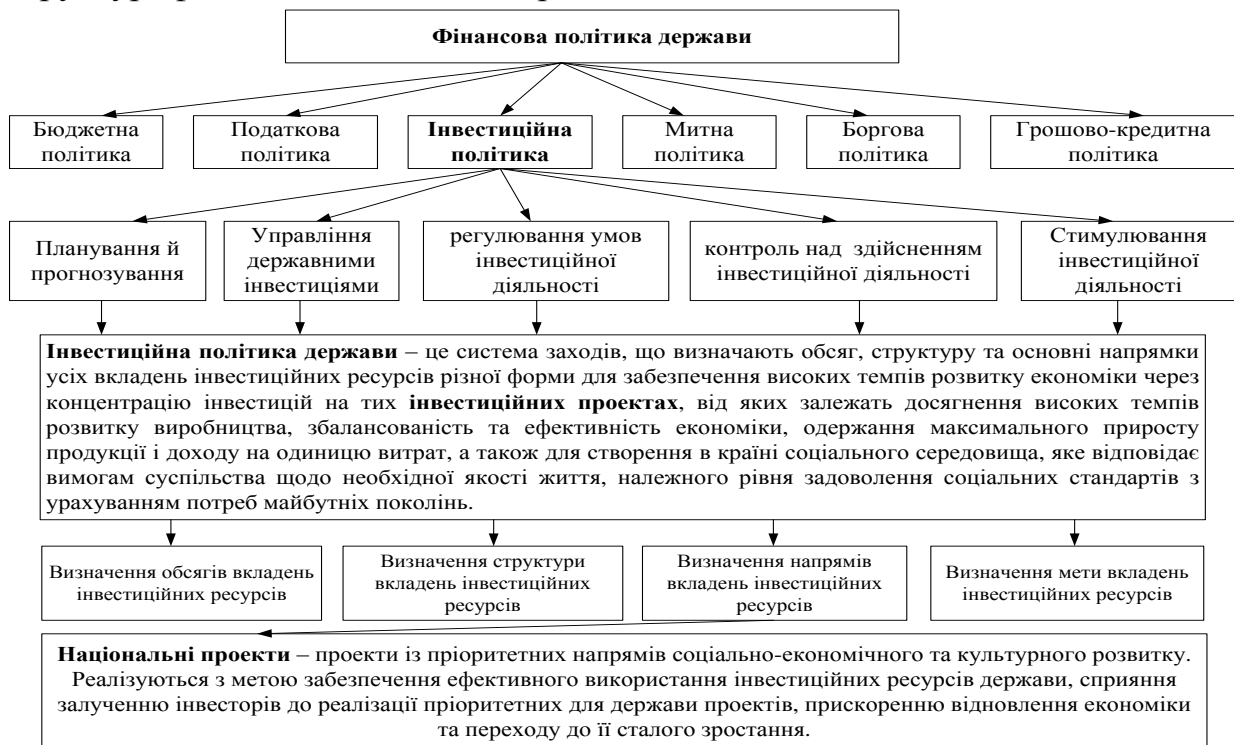 Фінансова політика держави
Бюджетна
політика
Податкова
політика
Інвестиційна
політика
Митна
політика
Боргова
політика
Грошово-кредитна
політика
Планування й
прогнозування
Управління
державними
інвестиціями
регулювання умов
інвестиційної
діяльності
контроль над здійсненням
інвестиційної діяльності
Стимулювання
інвестиційної
діяльності
Інвестиційна політика держави – це система заходів, що визначають обсяг, структуру та основні напрямки
усіх вкладень інвестиційних ресурсів різної форми для забезпечення високих темпів розвитку економіки через
концентрацію інвестицій на тих інвестиційних проектах, від яких залежать досягнення високих темпів
розвитку виробництва, збалансованість та ефективність економіки, одержання максимального приросту
продукції і доходу на одиницю витрат, а також для створення в країні соціального середовища, яке відповідає
вимогам суспільства щодо необхідної якості життя, належного рівня задоволення соціальних стандартів з
урахуванням потреб майбутніх поколінь.
Визначення обсягів вкладень
інвестиційних ресурсів
Визначення структури
вкладень інвестиційних
ресурсів
Визначення напрямів
вкладень інвестиційних
ресурсів
Визначення мети вкладень
інвестиційних ресурсів
Національні проекти – проекти із пріоритетних напрямів соціально-економічного та культурного розвитку.
Реалізуються з метою забезпечення ефективного використання інвестиційних ресурсів держави, сприяння
залученню інвесторів до реалізації пріоритетних для держави проектів, прискоренню відновлення економіки
та переходу до її сталого зростання.